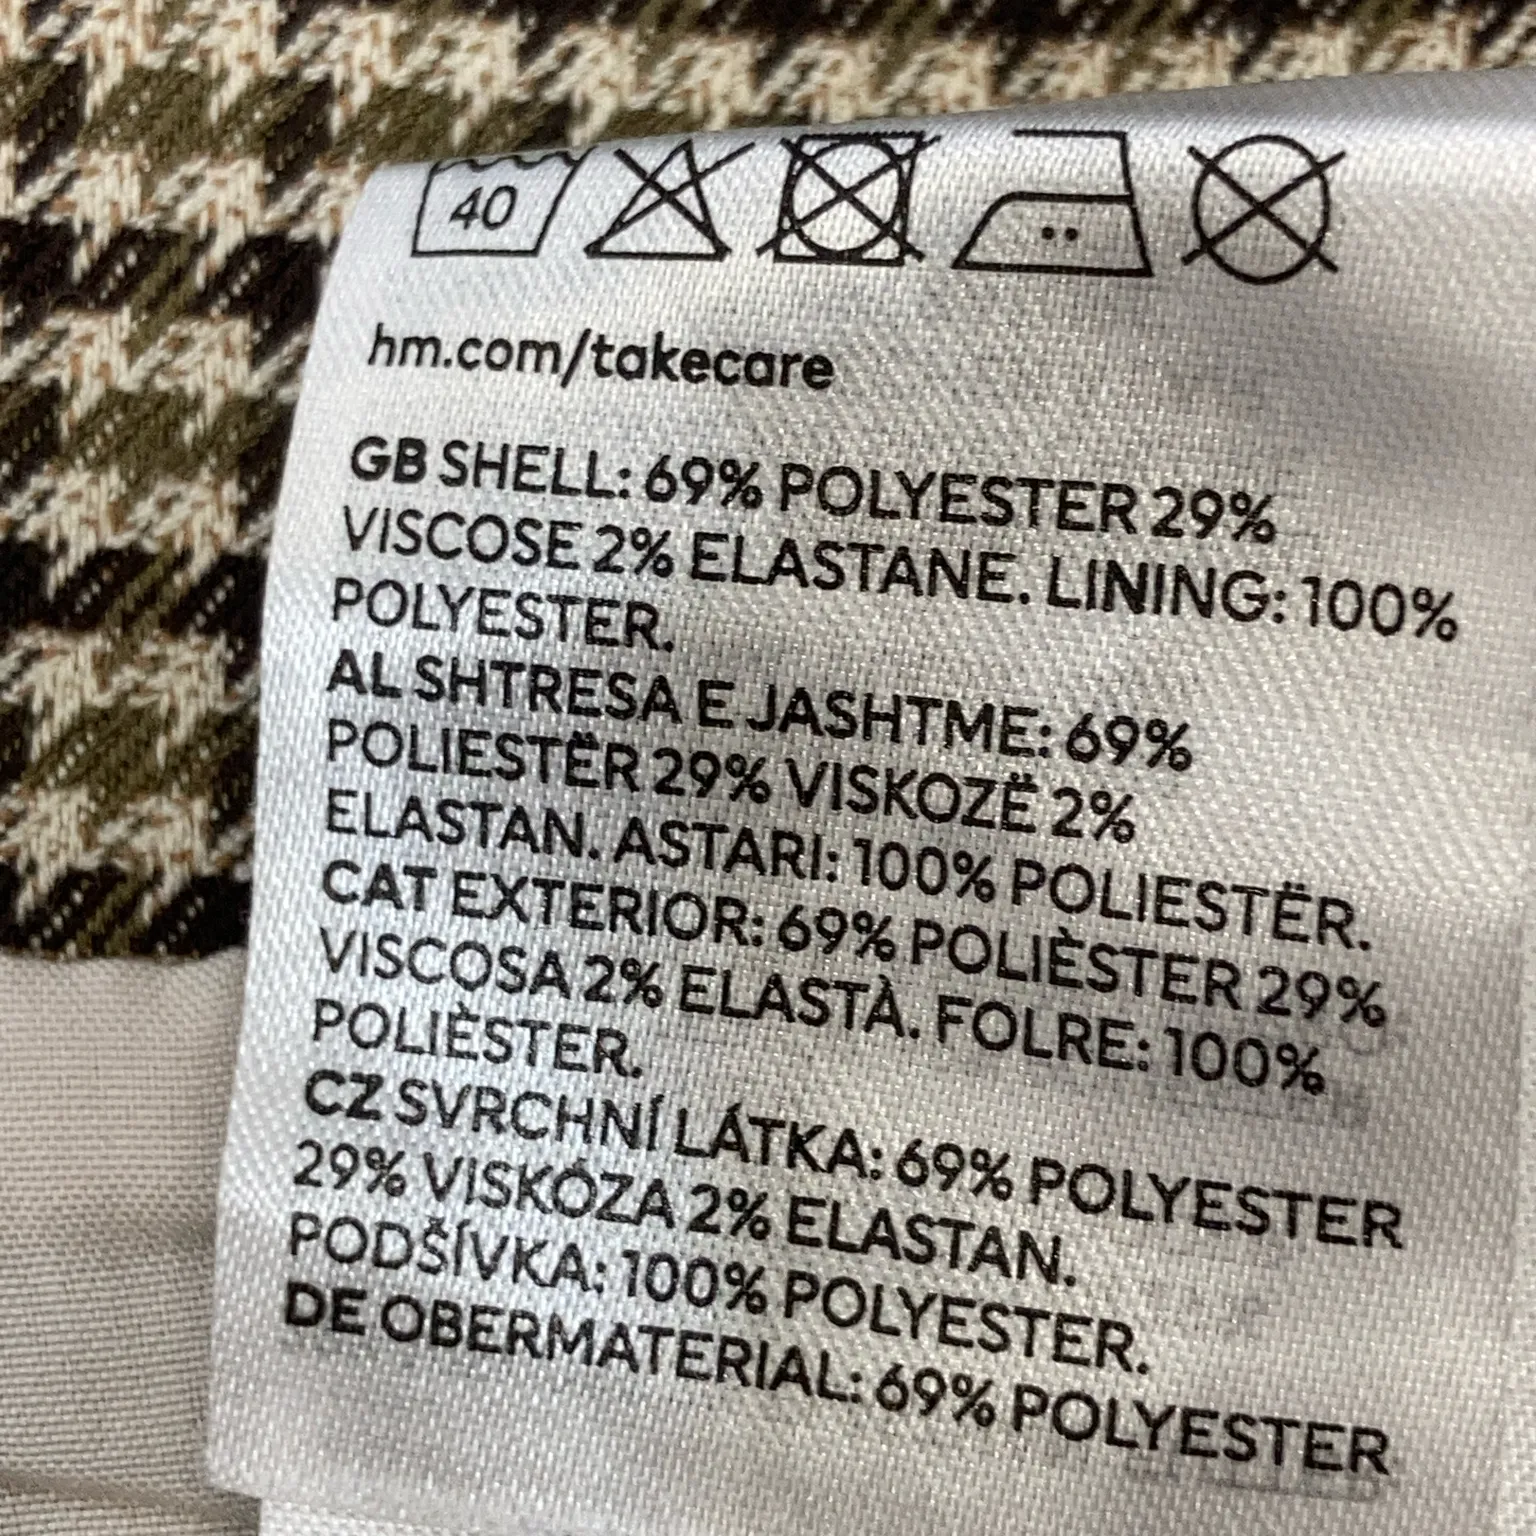 40
hm.com/takecare
GB SHELL: 69% POLYESTER 29%
VISCOSE 2% ELASTANE. LINING: 100%
POLYESTER.
AL SHTRESA E JASHTME: 69%
POLIESTËR 29% VISKOZË 2%
ELASTAN. ASTARI: 100% POLIESTËR.
CAT EXTERIOR: 69% POLIÈSTER 29%
VISCOSA 2% ELASTÀ. FOLRE: 100%
POLIÈSTER.
CZ SVRCHNÍ LÁTKA: 69% POLYESTER
29% VISKÓZA 2% ELASTAN.
PODŠÍVKA: 100% POLYESTER.
DE OBERMATERIAL: 69% POLYESTER